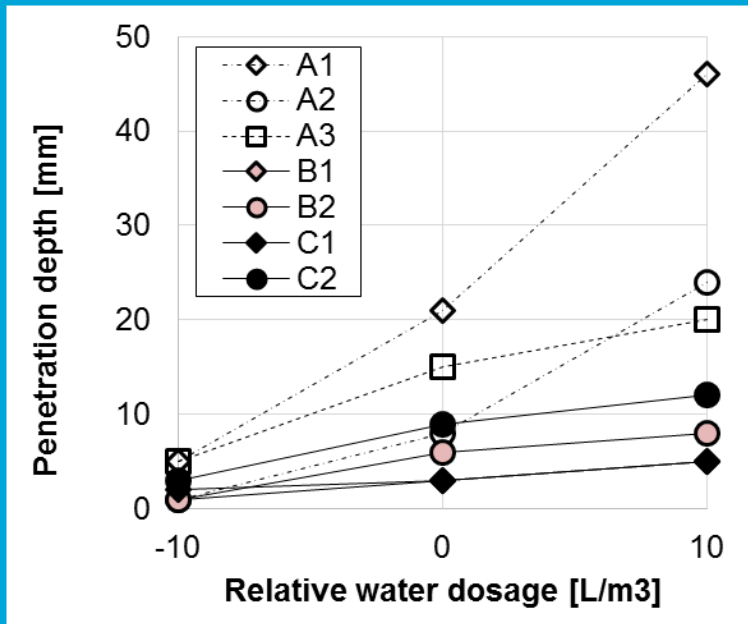 50
40
30
20
10
0
-10
0
10
A1
A2
A3
B1
B2
C1
C2
Penetration depth [mm]
Relative water dosage [L/m3]